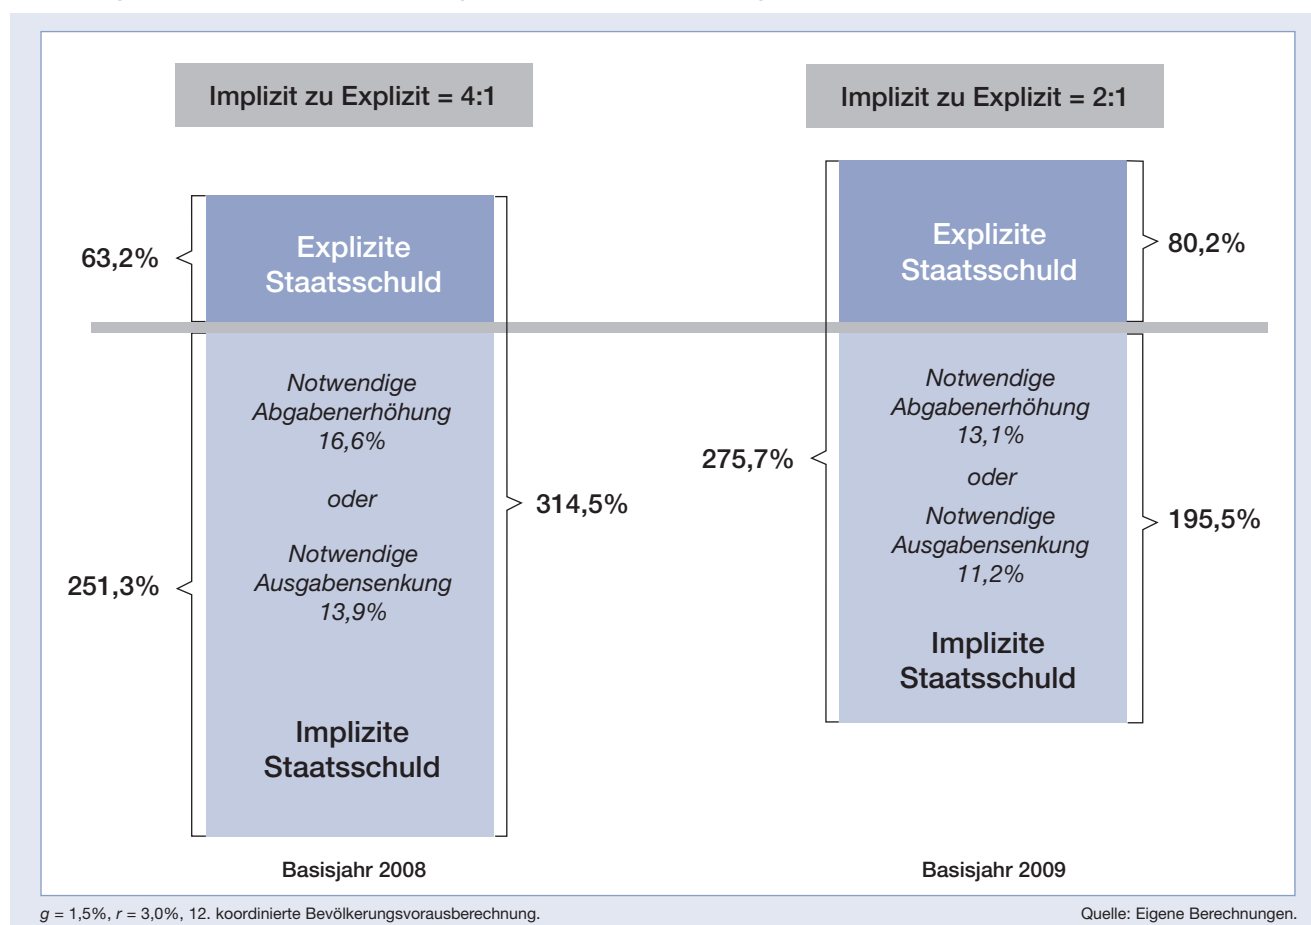 Implizit zu Explizit = 4:1
63,2%
Explizite
Staatsschuld
Notwendige
Abgabenerhöhung
16,6%
oder
Notwendige
Ausgabensenkung
13,9%
251,3%
314,5%
Implizite
Staatsschuld
Basisjahr 2008
Implizit zu Explizit = 2:1
Explizite
Staatsschuld
80,2%
275,7%
Notwendige
Abgabenerhöhung
13,1%
oder
Notwendige
Ausgabensenkung
11,2%
195,5%
Implizite
Staatsschuld
Basisjahr 2009
g = 1,5%, r = 3,0%, 12. koordinierte Bevölkerungsvorausberechnung.
Quelle: Eigene Berechnungen.